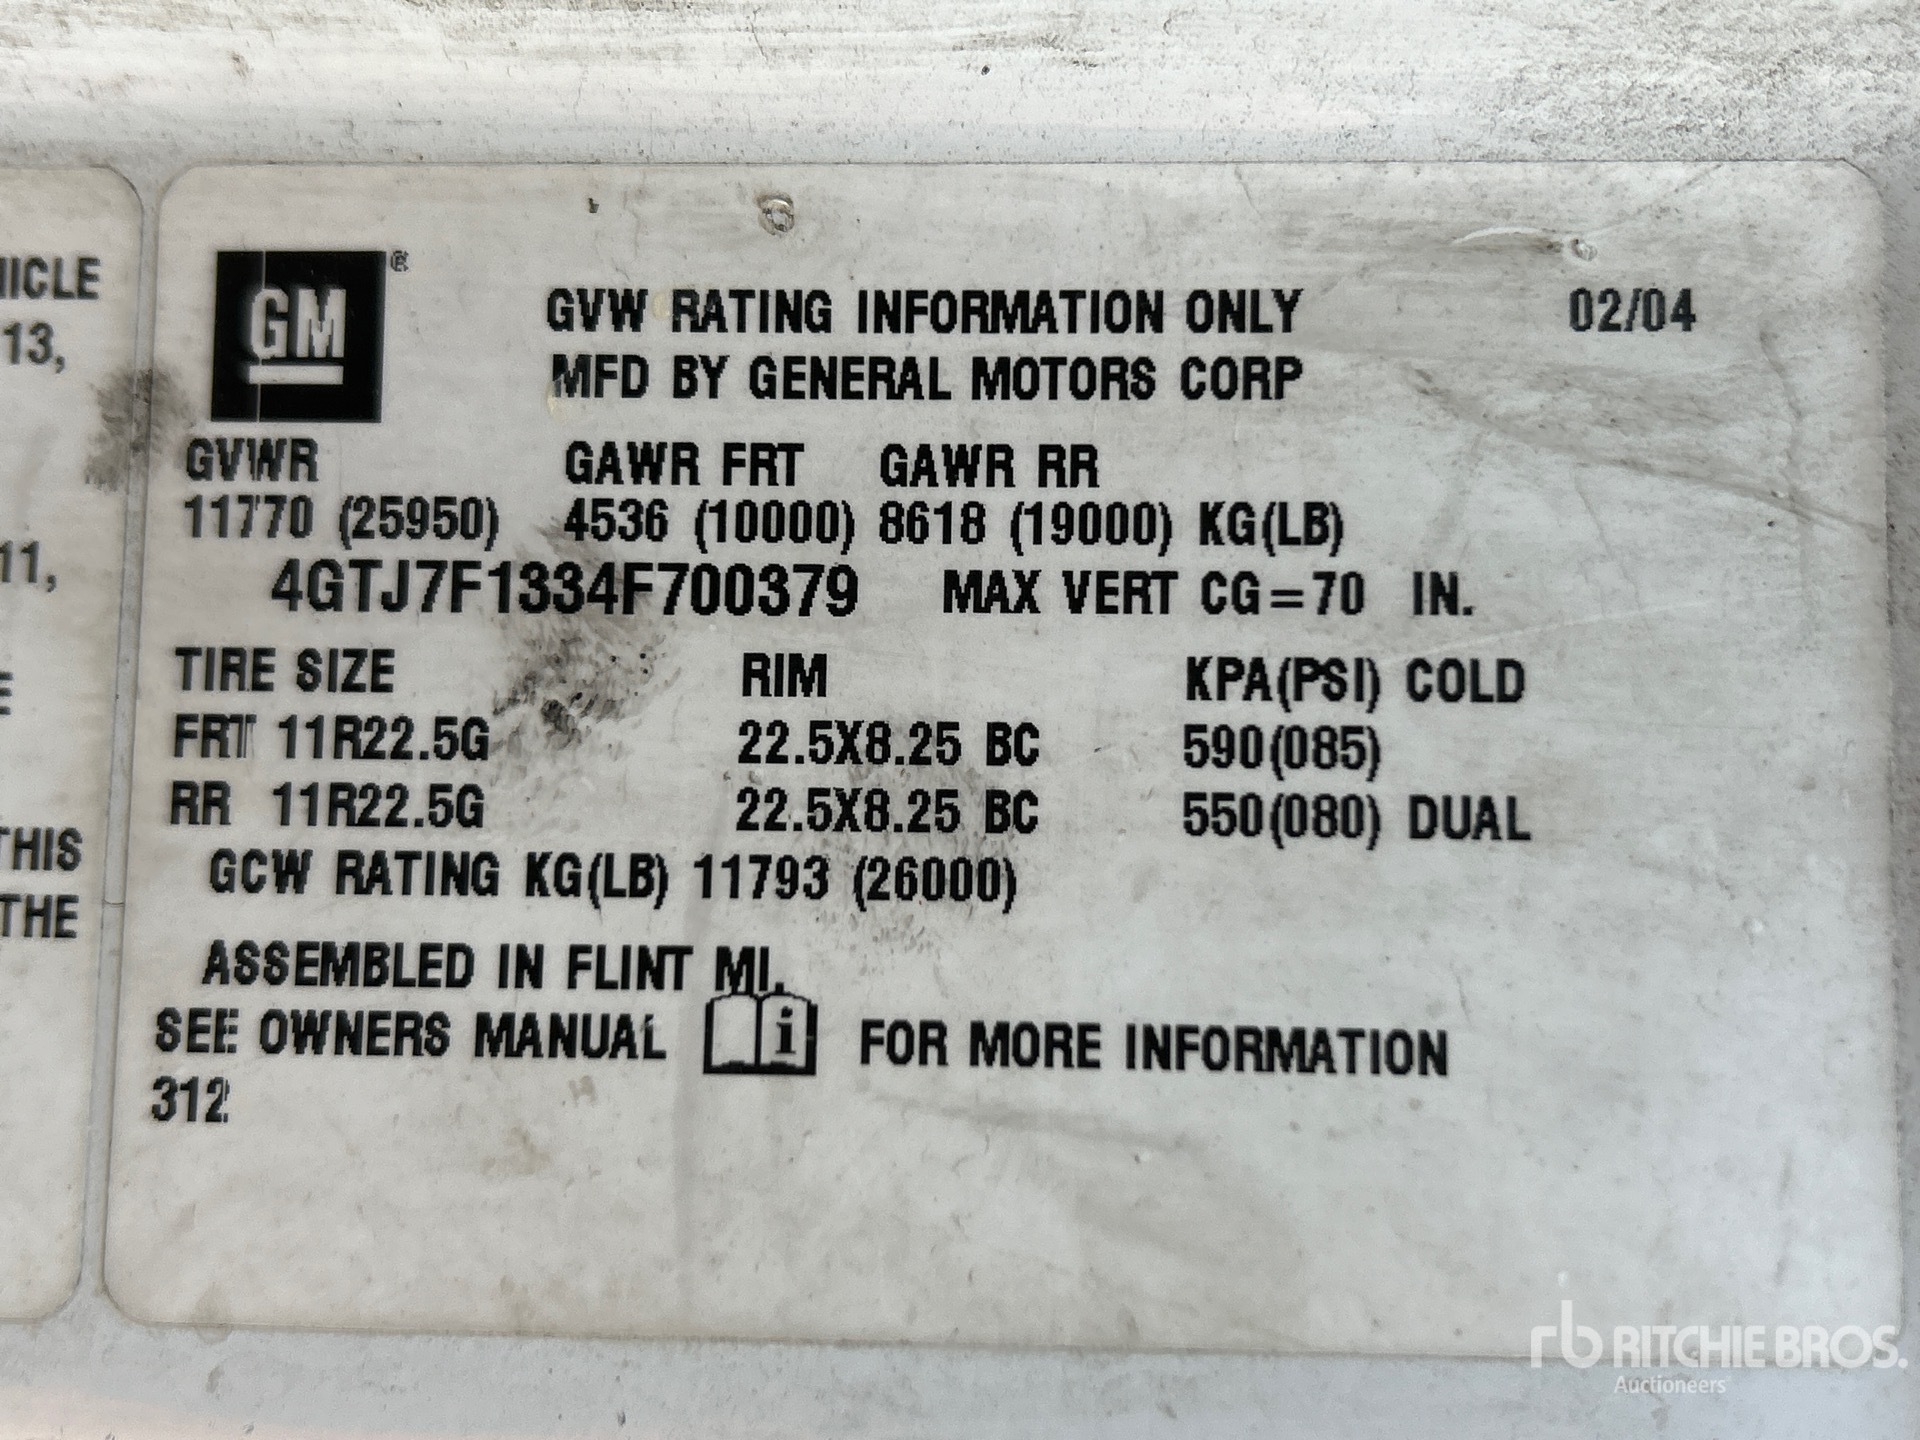 HICLE
13,
11,
E
THIS
THE
GM®
GVW RATING INFORMATION ONLY 02/04
MFD BY GENERAL MOTORS CORP
GVWR GAWR FRT GAWR RR
11770 (25950) 4536 (10000) 8618 (19000) KG(LB)
4GTJ7F1334F700379 MAX VERT CG=70 IN.
TIRE SIZE RIM KPA(PSI) COLD
FRT 11R22.5G 22.5X8.25 BC 590(085)
RR 11R22.5G 22.5X8.25 BC 550(080) DUAL
GCW RATING KG(LB) 11793 (26000)
ASSEMBLED IN FLINT MI.
SEE OWNERS MANUAL i FOR MORE INFORMATION
312
rb RITCHIE BROS.
Auctioneers